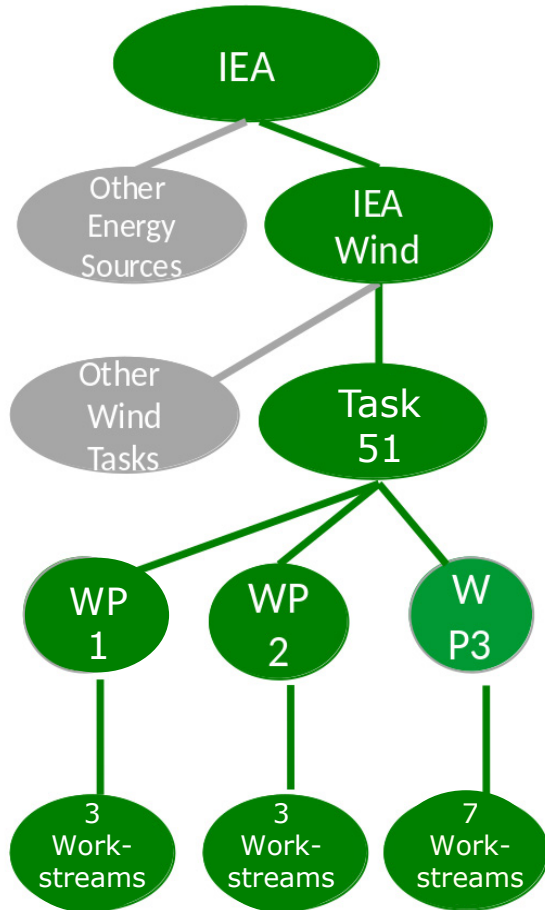 IEA
Other
Energy
Sources
IEA
Wind
Other
Wind
Tasks
Task
51
WP
1
WP
2
W
P3
3
Work-
streams
3
Work-
streams
7
Work-
streams